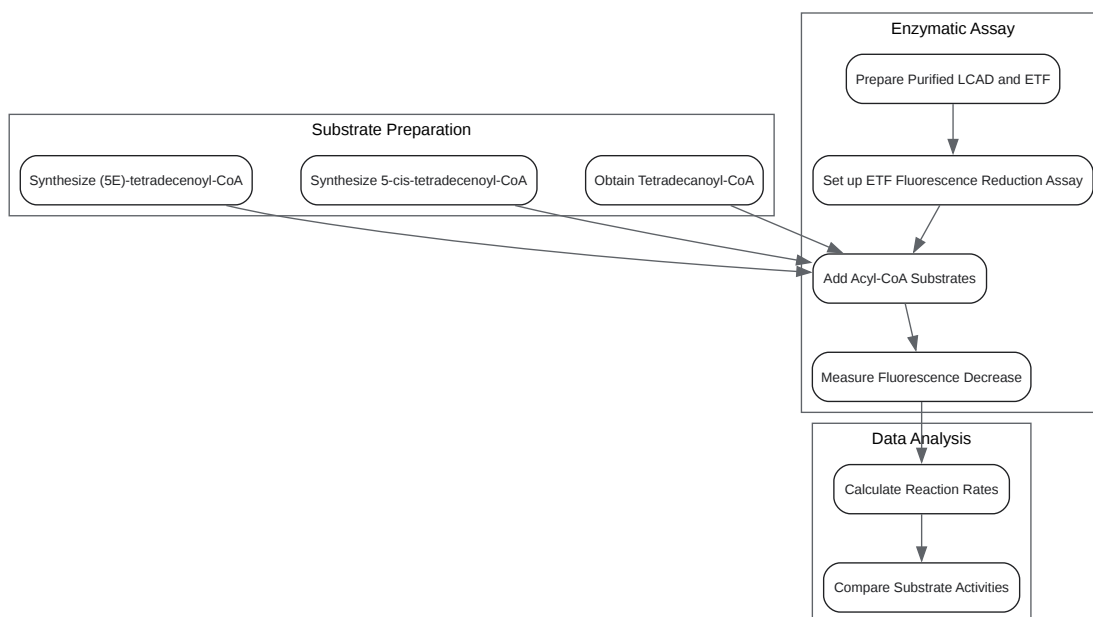 Enzymatic Assay
Prepare Purified LCAD and ETF
Substrate Preparation
Synthesize (5E)-tetradecenoyl-CoA
Synthesize 5-cis-tetradecenoyl-CoA
Obtain Tetradecanoyl-CoA
Set up ETF Fluorescence Reduction Assay
Add Acyl-CoA Substrates
Measure Fluorescence Decrease
Data Analysis
Calculate Reaction Rates
Compare Substrate Activities